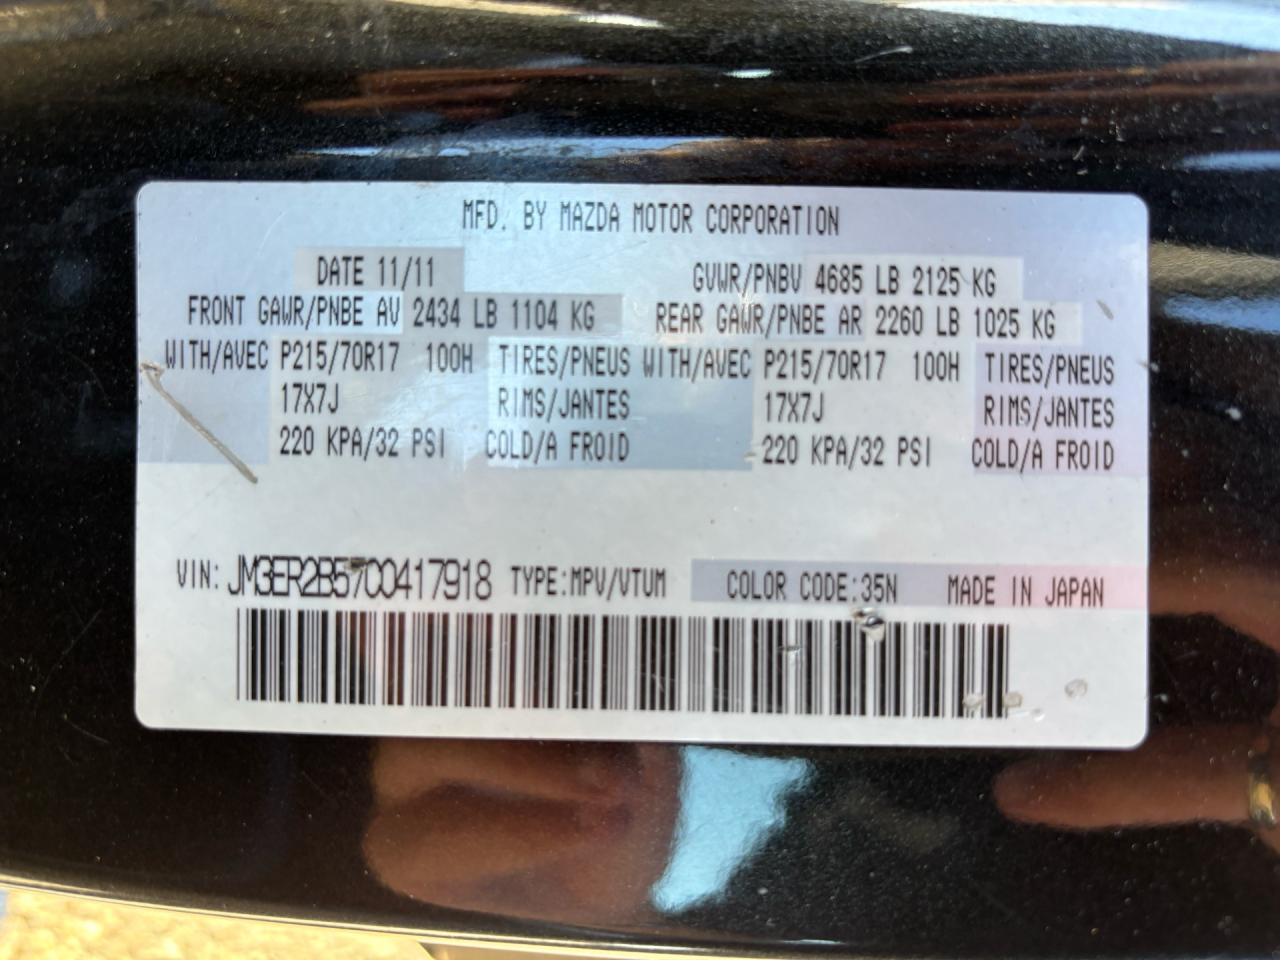 MFD. BY MAZDA MOTOR CORPORATION
DATE 11/11 GVWR/PNBV 4685 LB 2125 KG
FRONT GAWR/PNBE AV 2434 LB 1104 KG REAR GAWR/PNBE AR 2260 LB 1025 KG
WITH/AVEC P215/70R17 100H TIRES/PNEUS WITH/AVEC P215/70R17 100H TIRES/PNEUS
17X7J RIMS/JANTES 17X7J RIMS/JANTES
220 KPA/32 PSI COLD/A FROID 220 KPA/32 PSI COLD/A FROID
VIN: JM3ER2B57C0417918 TYPE:MPV/VTUM COLOR CODE:35N MADE IN JAPAN